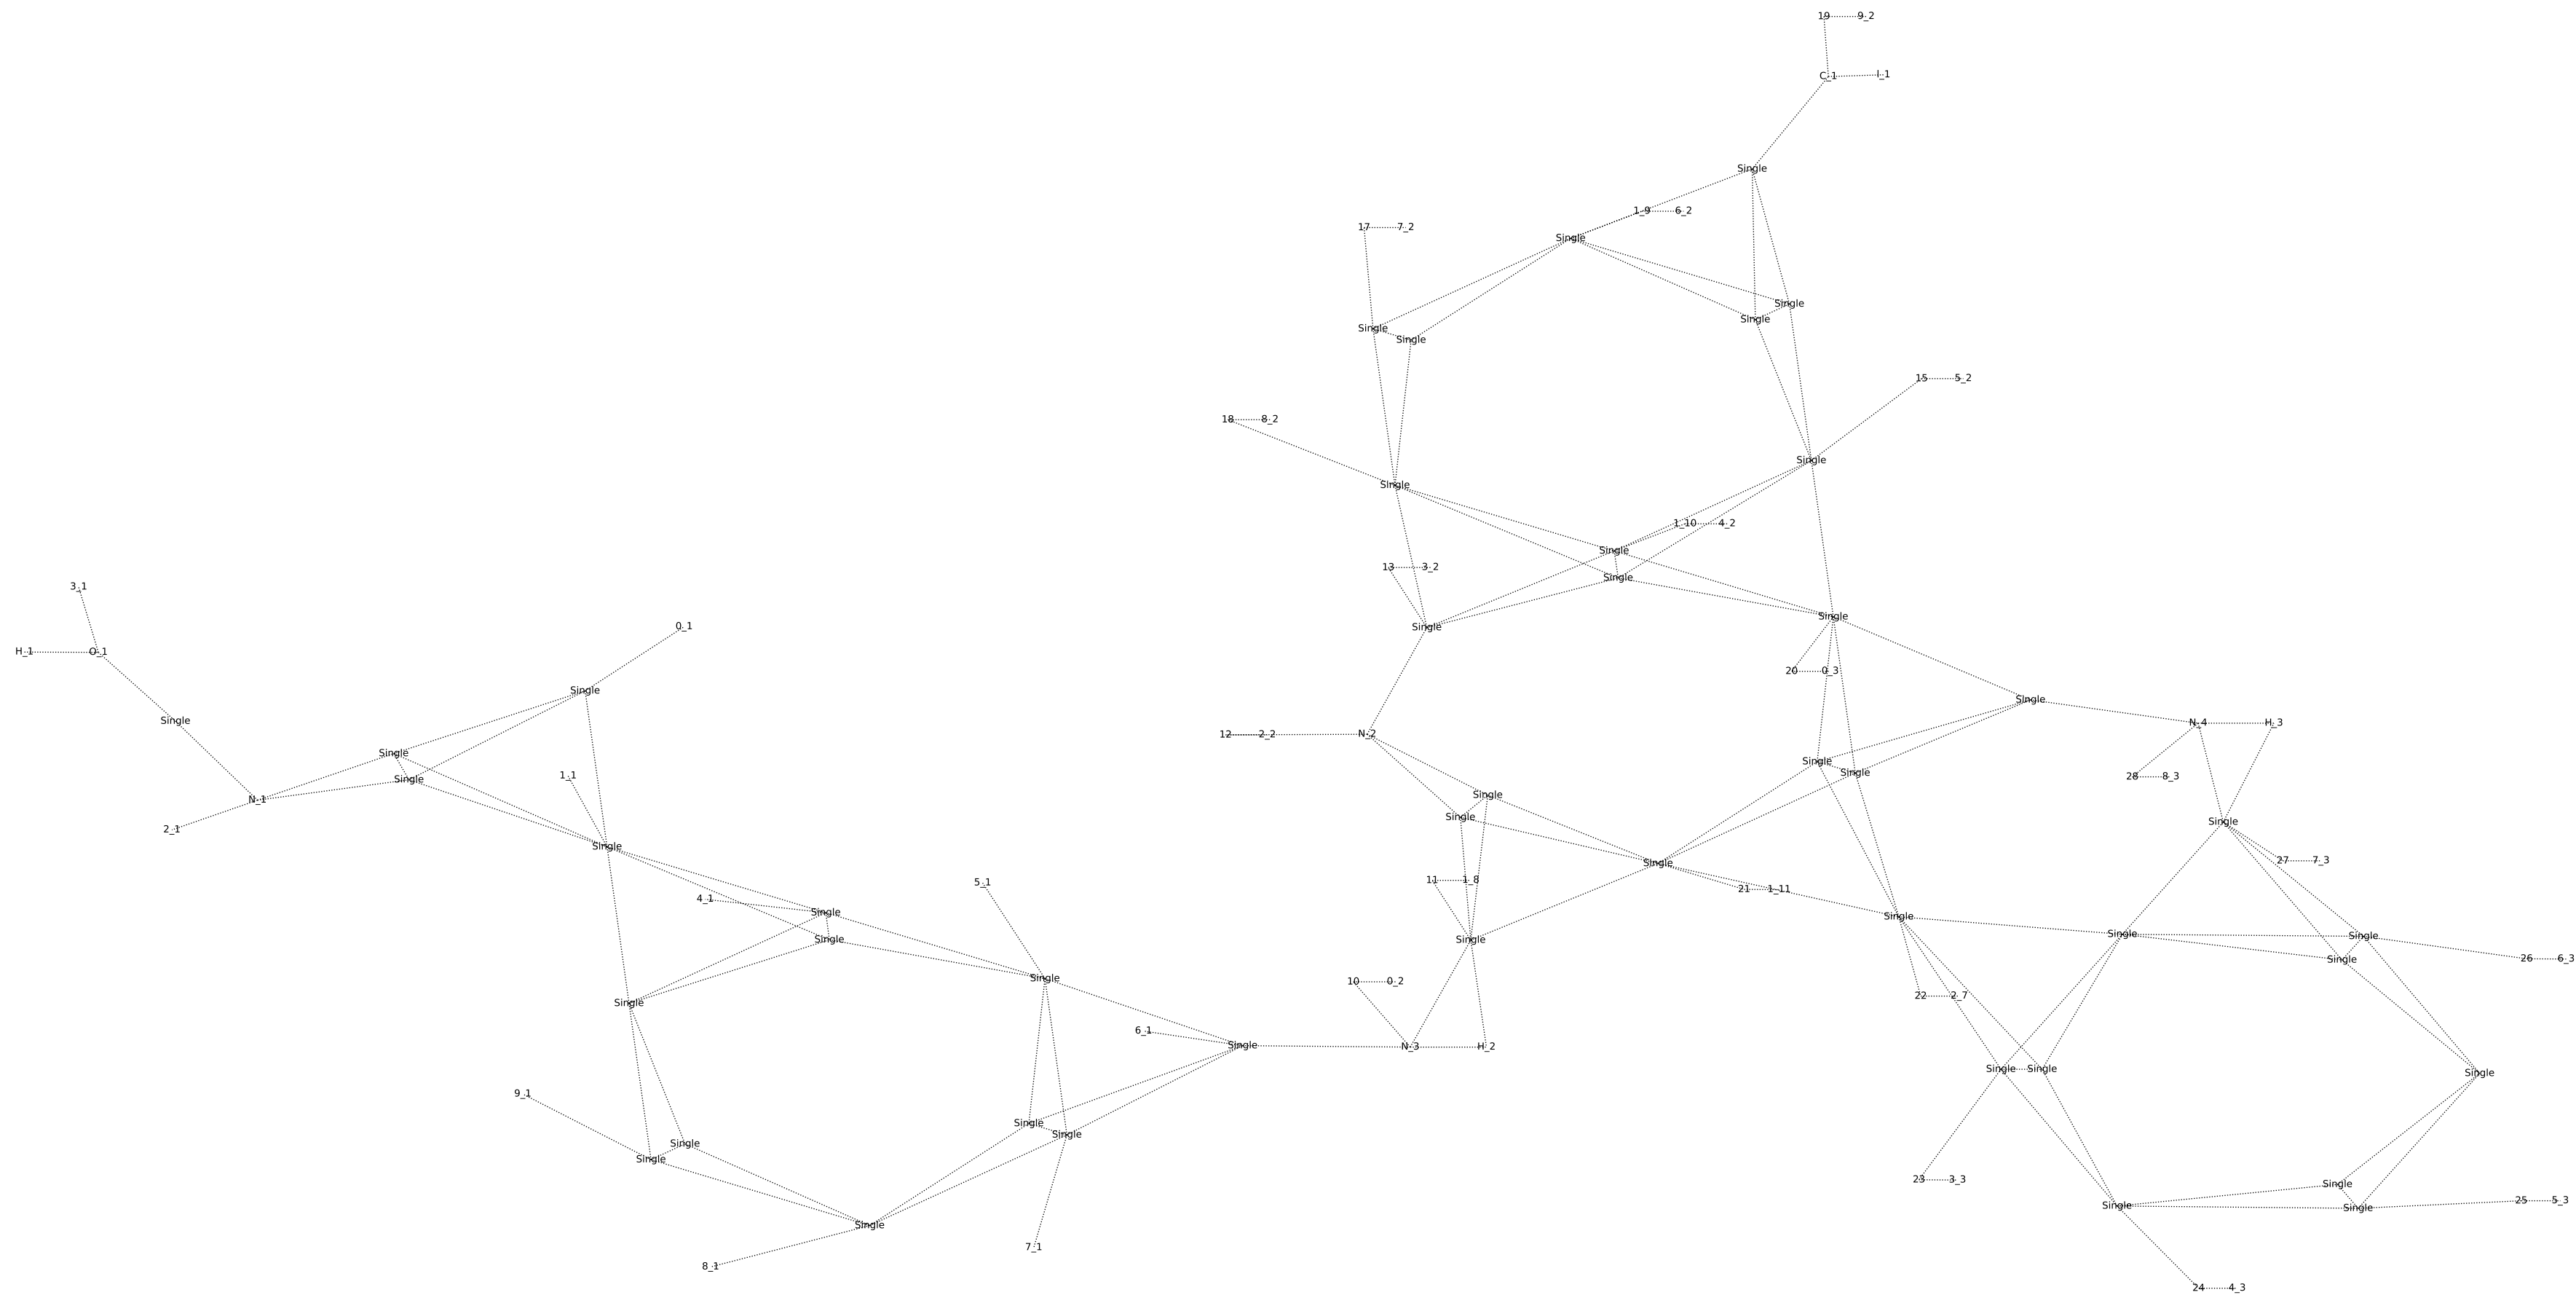 19 9_2
C_1 I_1
Single
1_9 6_2
17 7_2
Single
Single
Single
Single
Single
15 5_2
18 8_2
Single
Single
1_10 4_2
Single
13 3_2
Single
3_1
Single
0_1
Single
H_1 O_1
20 0_3
Single
Single
Single
N_4 H_3
12 2_2 N_2
Single
Single
Single
1_1
28 8_3
Single
Single
N_1
Single
Single
Single
2_1
Single
27 7_3
Single
11 1_8
5_1
21 1_11
4_1
Single
Single
Single
Single
Single
Single
26 6_3
Single
Single
10 0_2
22 2_7
Single
6_1
Single
N_3 H_2
Single
Single
Single
9_1
Single
Single
Single
Single
23 3_3
Single
25 5_3
Single
Single
Single
7_1
8_1
24 4_3